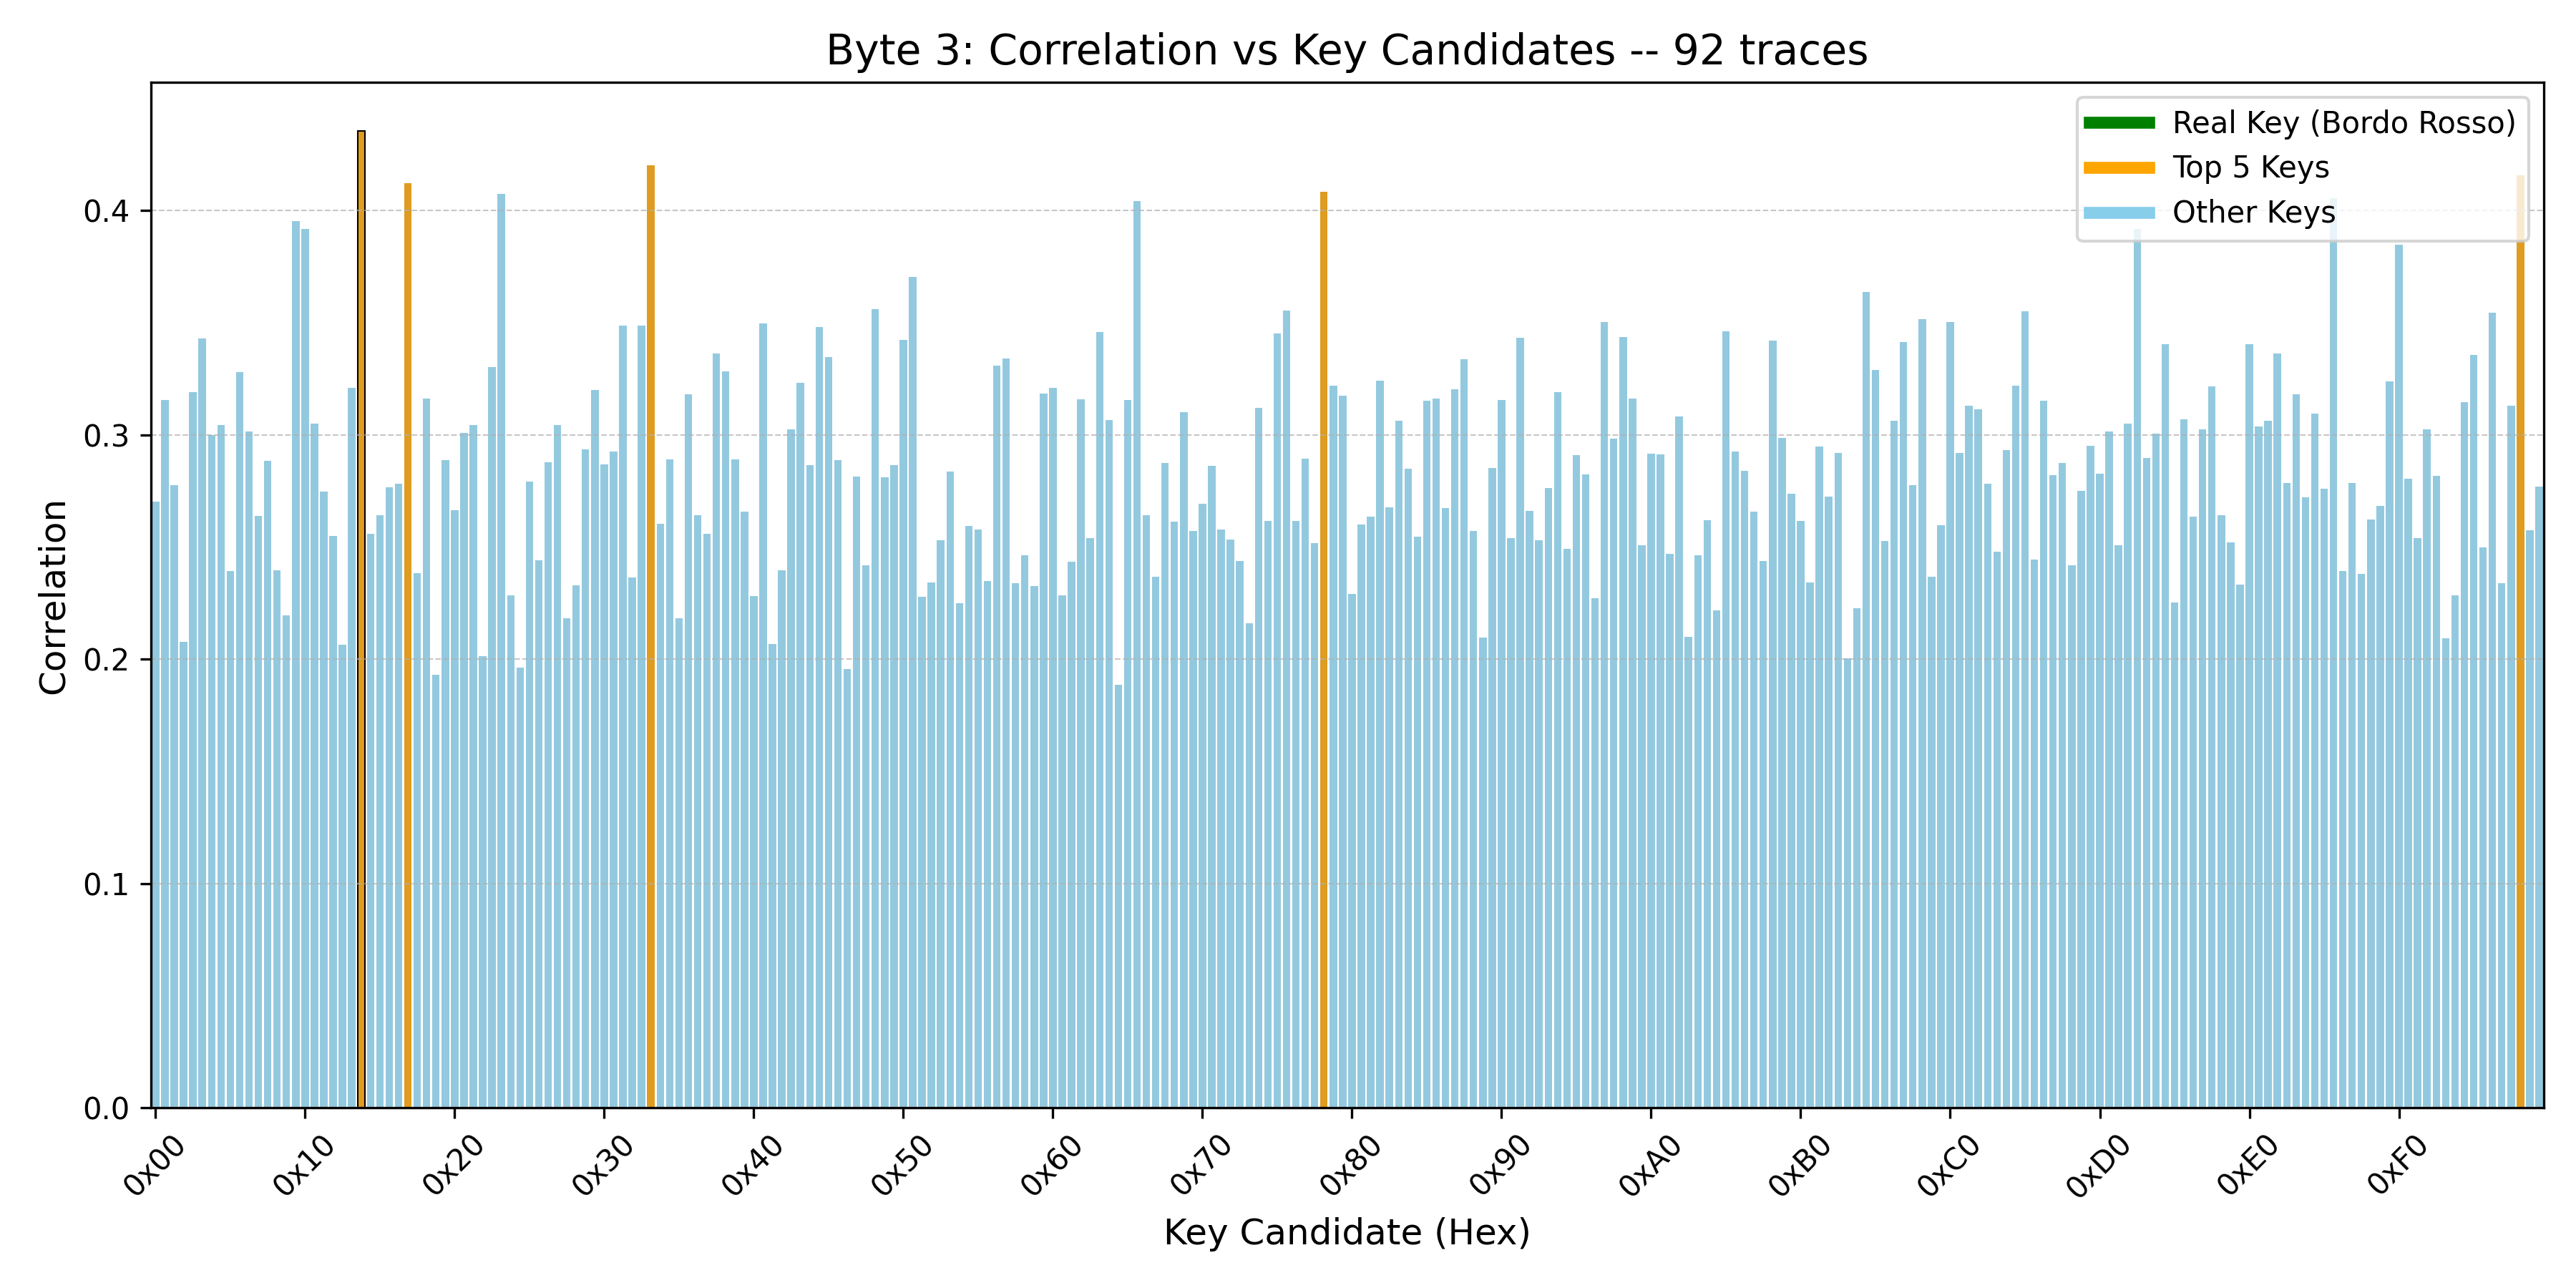 Byte 3: Correlation vs Key Candidates -- 92 traces
Real Key (Bordo Rosso)
Top 5 Keys
Other Keys
Correlation
0.4
0.3
0.2
0.1
0.0
0x00 0x10 0x20 0x30 0x40 0x50 0x60 0x70 0x80 0x90 0xA0 0xB0 0xC0 0xD0 0xE0 0xF0
Key Candidate (Hex)